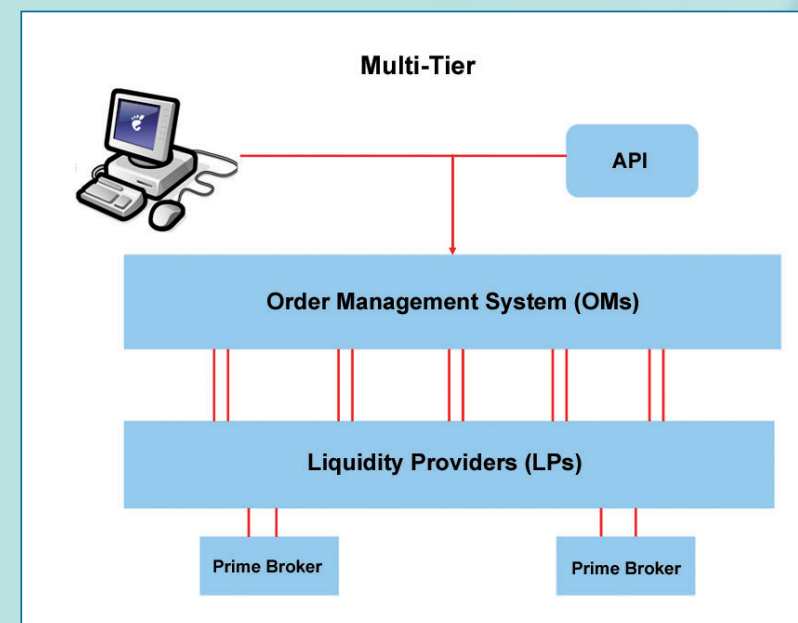 Multi-Tier
API
Order Management System (OMs)
Liquidity Providers (LPs)
Prime Broker
Prime Broker